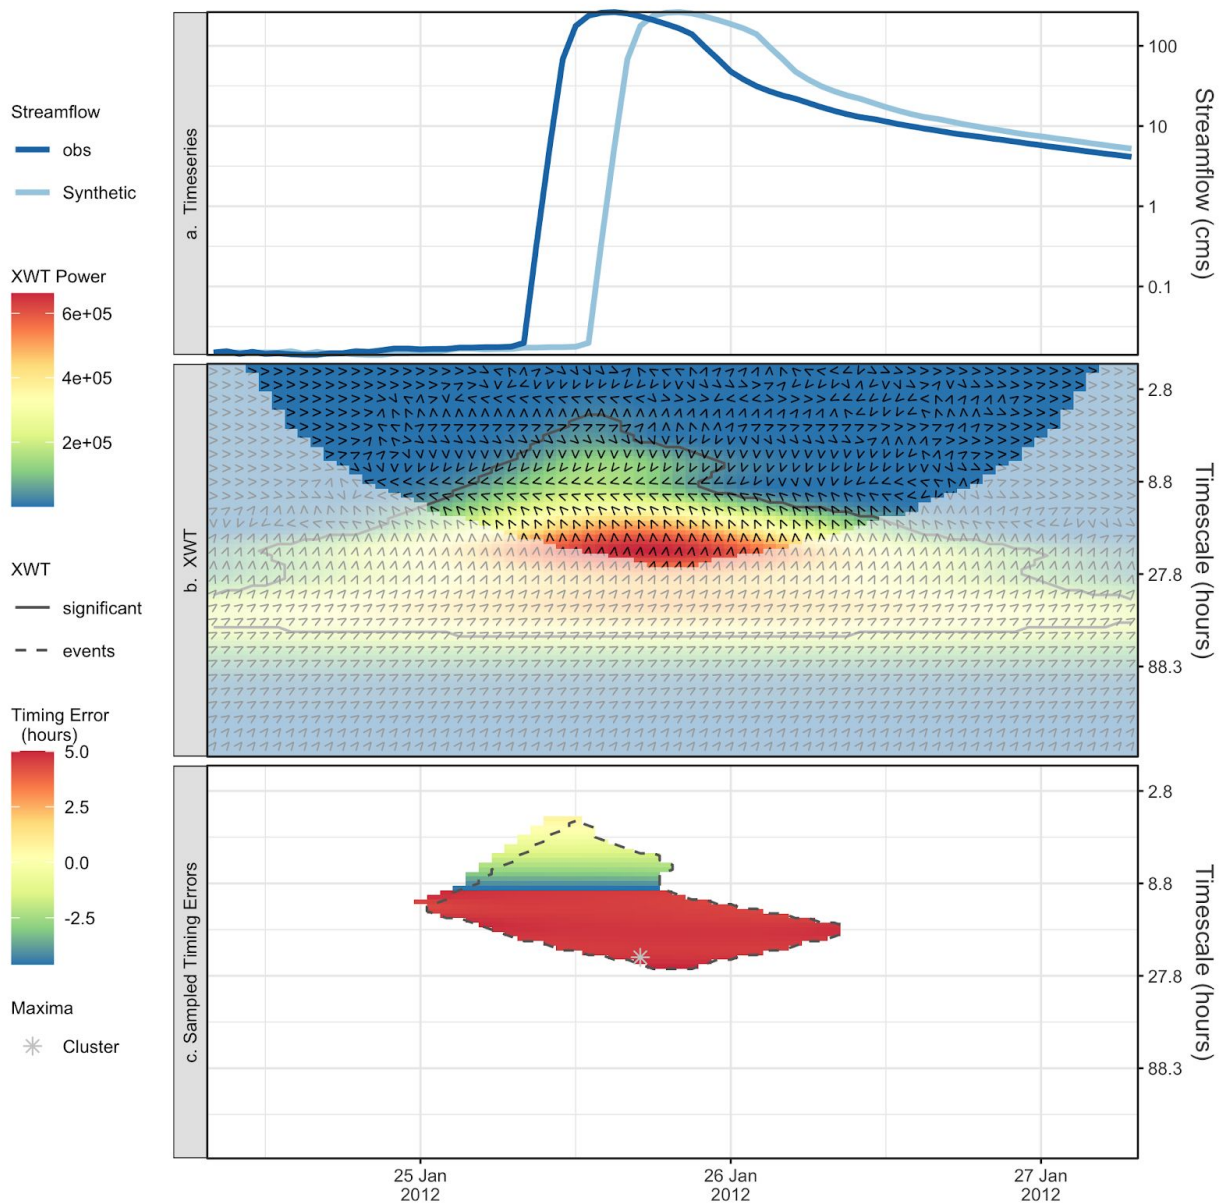 Streamflow
obs
Synthetic
XWT Power
6e+05
4e+05
2e+05
XWT
significant
events
Timing Error
(hours)
5.0
2.5
0.0
-2.5
Maxima
Cluster
a. Timeseries
100
10
1
0.1
Streamflow (cms)
b. XWT
2.8
8.8
27.8
88.3
Timescale (hours)
c. Sampled Timing Errors
2.8
8.8
27.8
88.3
Timescale (hours)
25 Jan
2012
26 Jan
2012
27 Jan
2012